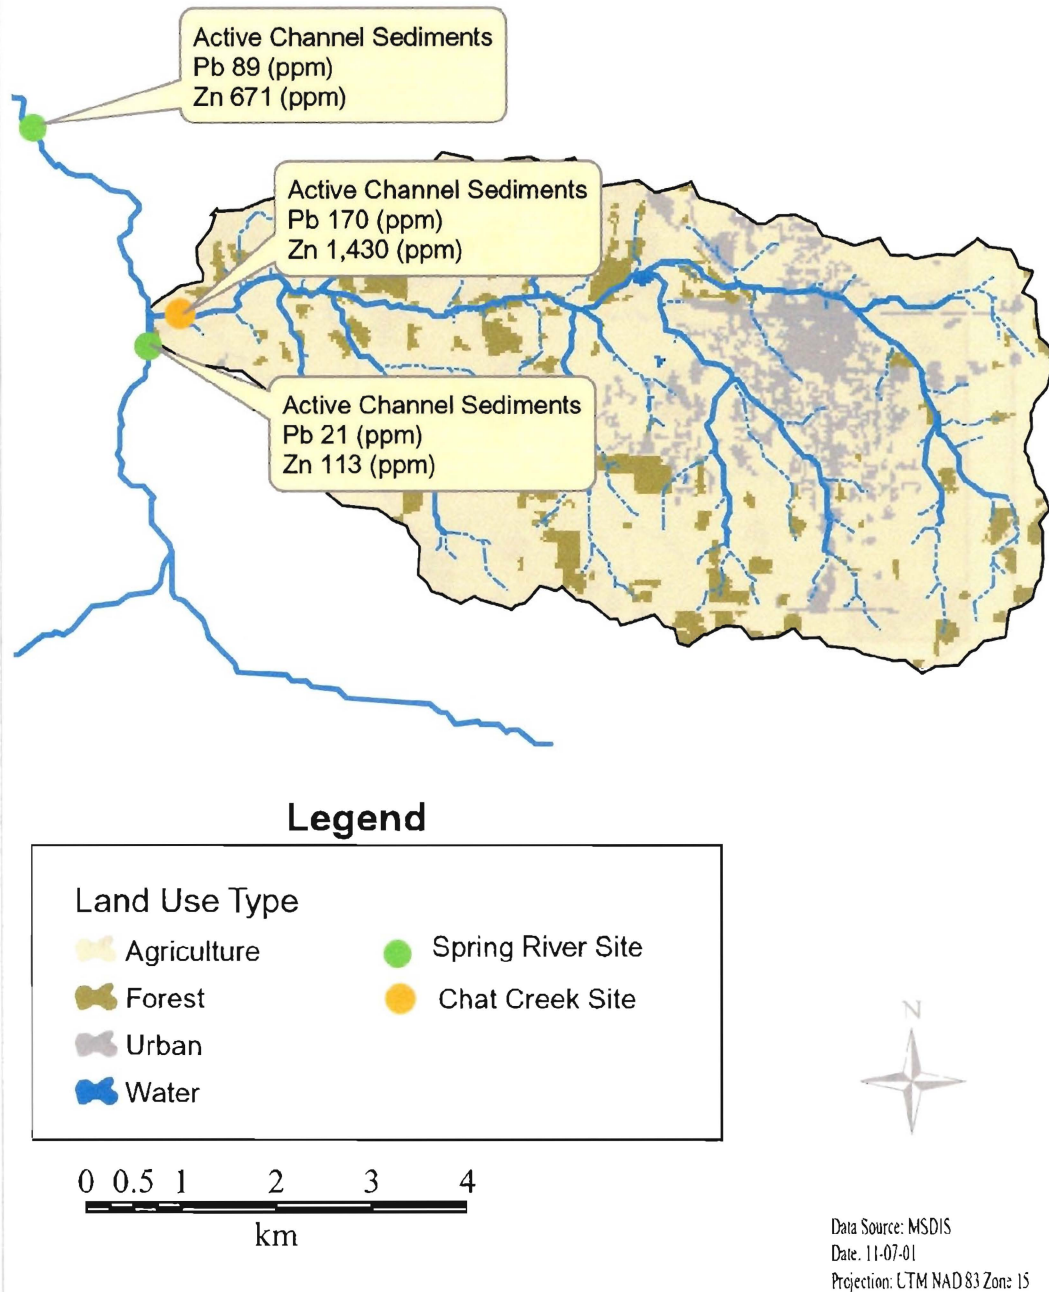 Active Channel Sediments
Pb 89 (ppm)
Zn 671 (ppm)
Active Channel Sediments
Pb 170 (ppm)
Zn 1,430 (ppm)
Active Channel Sediments
Pb 21 (ppm)
Zn 113 (ppm)
Legend
Land Use Type
Agriculture
Forest
Urban
Water
Spring River Site
Chat Creek Site
N
0 0.5 1 2 3 4
km
Data Source: MSDIS
Date. 11-07-01
Projection: UTM NAD 83 Zone 15